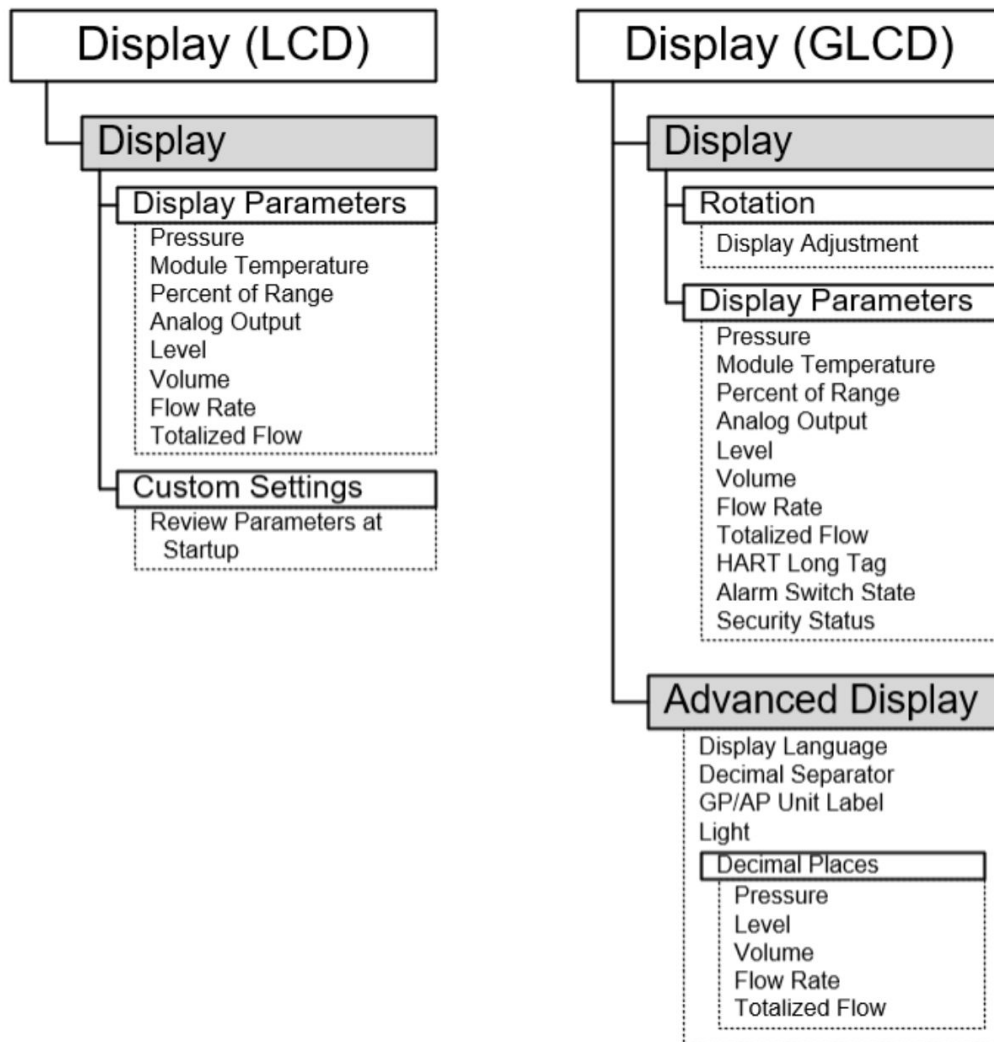 Display (LCD)
Display
Display Parameters
Pressure
Module Temperature
Percent of Range
Analog Output
Level
Volume
Flow Rate
Totalized Flow
Custom Settings
Review Parameters at
Startup
Display (GLCD)
Display
Rotation
Display Adjustment
Display Parameters
Pressure
Module Temperature
Percent of Range
Analog Output
Level
Volume
Flow Rate
Totalized Flow
HART Long Tag
Alarm Switch State
Security Status
Advanced Display
Display Language
Decimal Separator
GP/AP Unit Label
Light
Decimal Places
Pressure
Level
Volume
Flow Rate
Totalized Flow